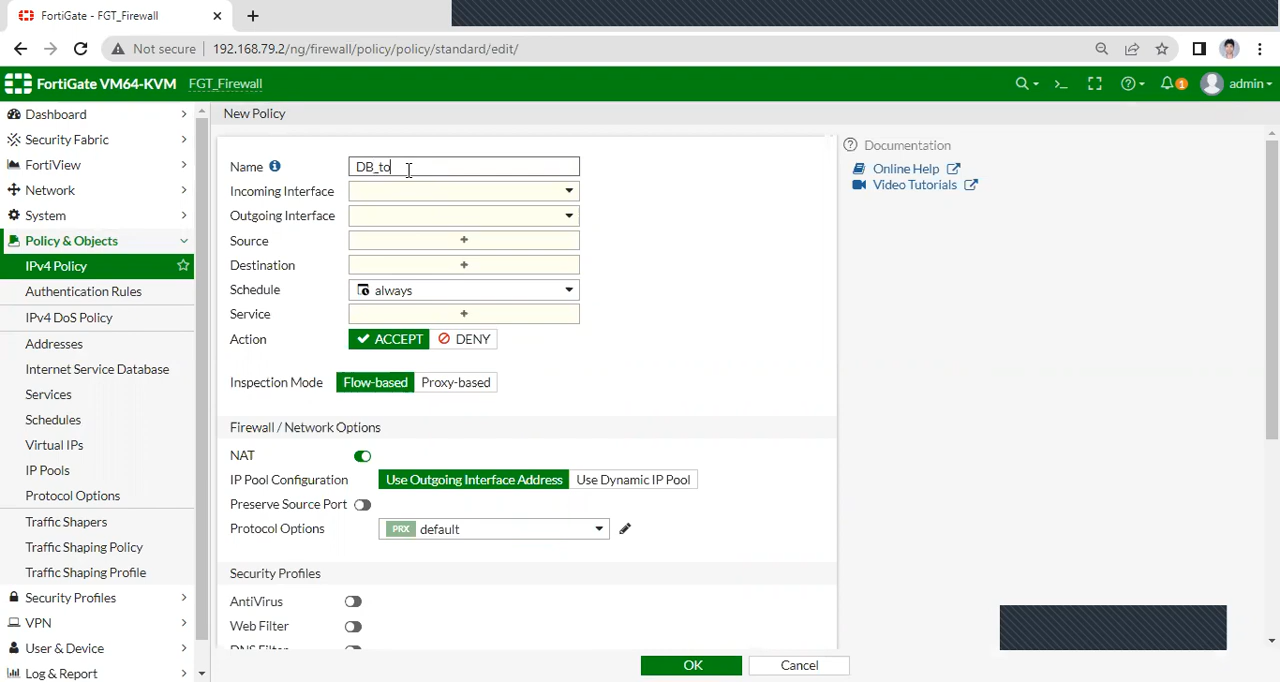 FortiGate - FGT_Firewall
Not secure 192.168.79.2/ng/firewall/policy/policy/standard/edit/
FortiGate VM64-KVM FGT_Firewall 1 admin
Dashboard
Security Fabric
FortiView
Network
System
Policy & Objects
IPv4 Policy
Authentication Rules
IPv4 DoS Policy
Addresses
Internet Service Database
Services
Schedules
Virtual IPs
IP Pools
Protocol Options
Traffic Shapers
Traffic Shaping Policy
Traffic Shaping Profile
Security Profiles
VPN
User & Device
Log & Report
New Policy
Name DB_to
Incoming Interface
Outgoing Interface
Source +
Destination +
Schedule always
Service +
Action ACCEPT DENY
Inspection Mode Flow-based Proxy-based
Firewall / Network Options
NAT
IP Pool Configuration Use Outgoing Interface Address Use Dynamic IP Pool
Preserve Source Port
Protocol Options PRX default
Security Profiles
AntiVirus
Web Filter
DNS Filter
OK Cancel
Documentation
Online Help
Video Tutorials